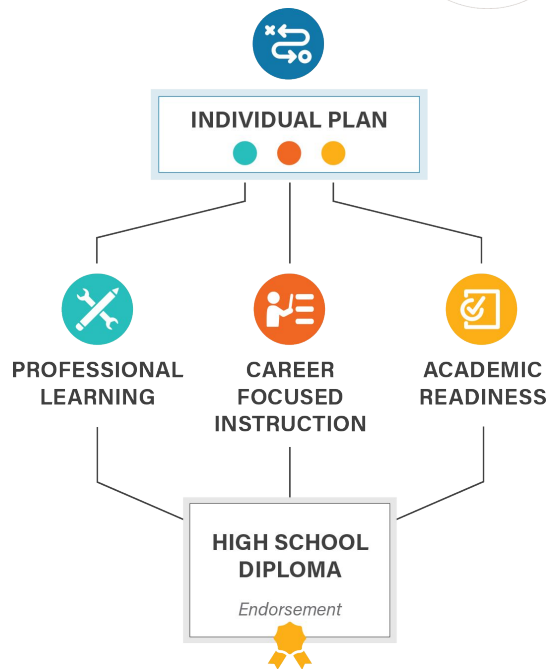 INDIVIDUAL PLAN
PROFESSIONAL
LEARNING
CAREER
FOCUSED
INSTRUCTION
ACADEMIC
READINESS
HIGH SCHOOL
DIPLOMA
Endorsement